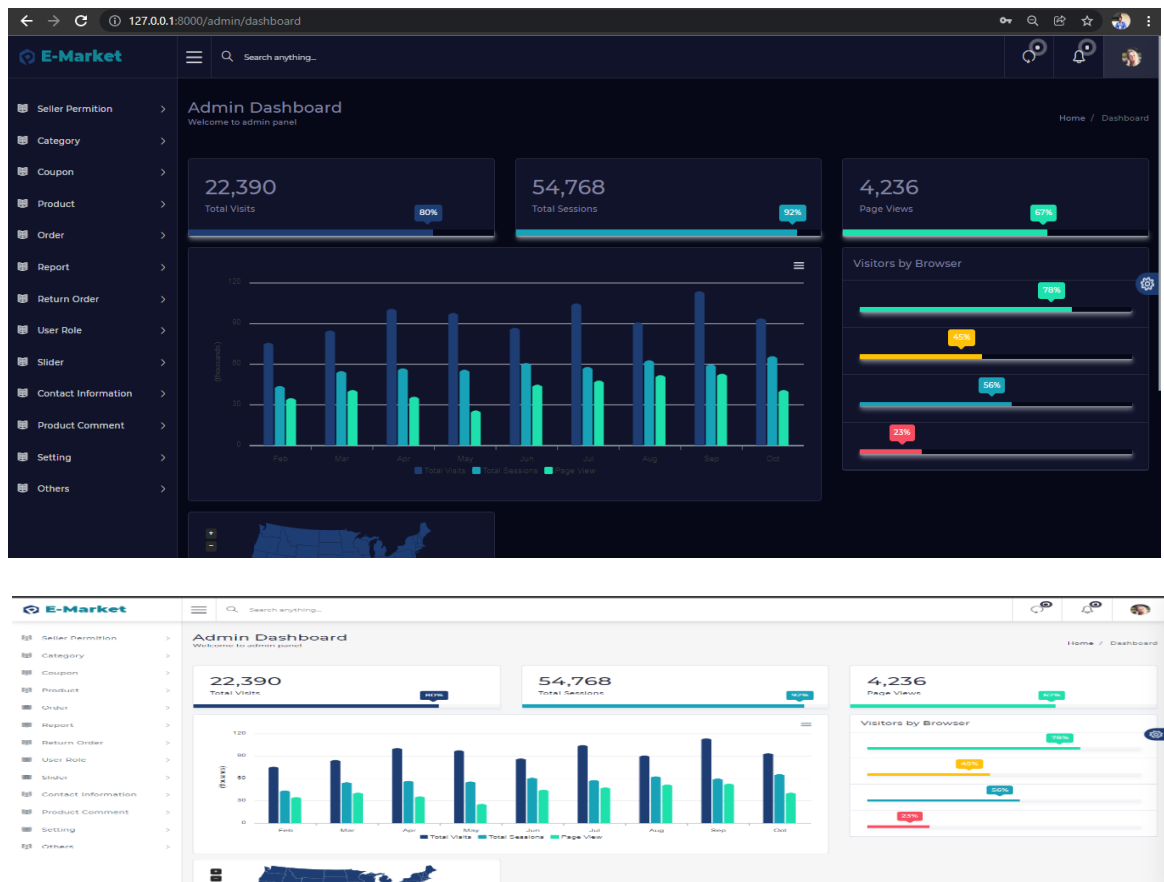 127.0.0.1:8000/admin/dashboard
E-Market
Search anything...
Seller Permition
Category
Coupon
Product
Order
Report
Return Order
User Role
Slider
Contact Information
Product Comment
Setting
Others
Admin Dashboard
Welcome to admin panel
Home / Dashboard
22,390
Total Visits
80%
54,768
Total Sessions
92%
4,236
Page Views
67%
120
90
60
30
0
(thousands)
Feb Mar Apr May Jun Jul Aug Sep Oct
Total Visits Total Sessions Page View
Visitors by Browser
78%
45%
56%
23%
+
-
E-Market
Search anything...
Seller Permition
Category
Coupon
Product
Order
Report
Return Order
User Role
Slider
Contact Information
Product Comment
Setting
Others
Admin Dashboard
Welcome to admin panel
Home / Dashboard
22,390
Total Visits
80%
54,768
Total Sessions
92%
4,236
Page Views
67%
120
90
60
30
0
(thousands)
Feb Mar Apr May Jun Jul Aug Sep Oct
Total Visits Total Sessions Page View
Visitors by Browser
78%
45%
56%
23%